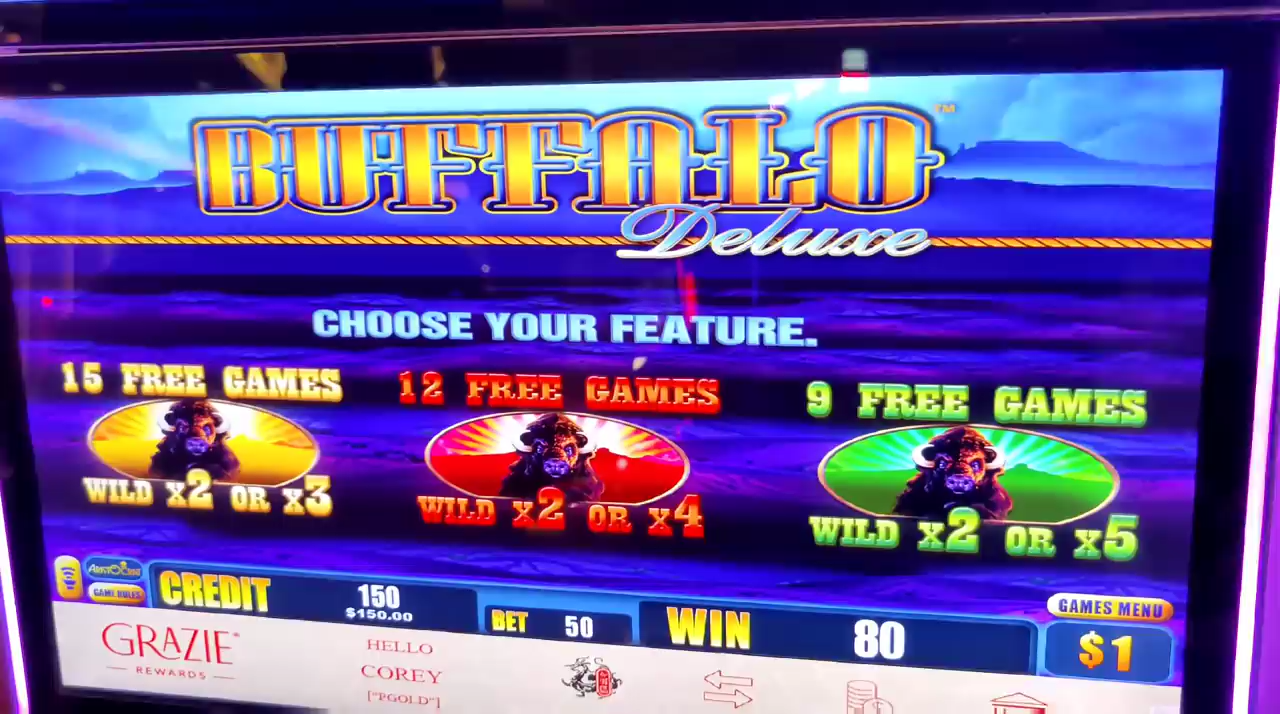 BUFFALO™
Deluxe
CHOOSE YOUR FEATURE.
15 FREE GAMES
WILD X2 OR X3
12 FREE GAMES
WILD X2 OR X4
9 FREE GAMES
WILD X2 OR X5
ARISTOCRAT
GAME RULES
CREDIT
150
$150.00
BET 50
WIN 80
GAMES MENU
$1
GRAZIE®
REWARDS
HELLO
COREY
["PGOLD"]